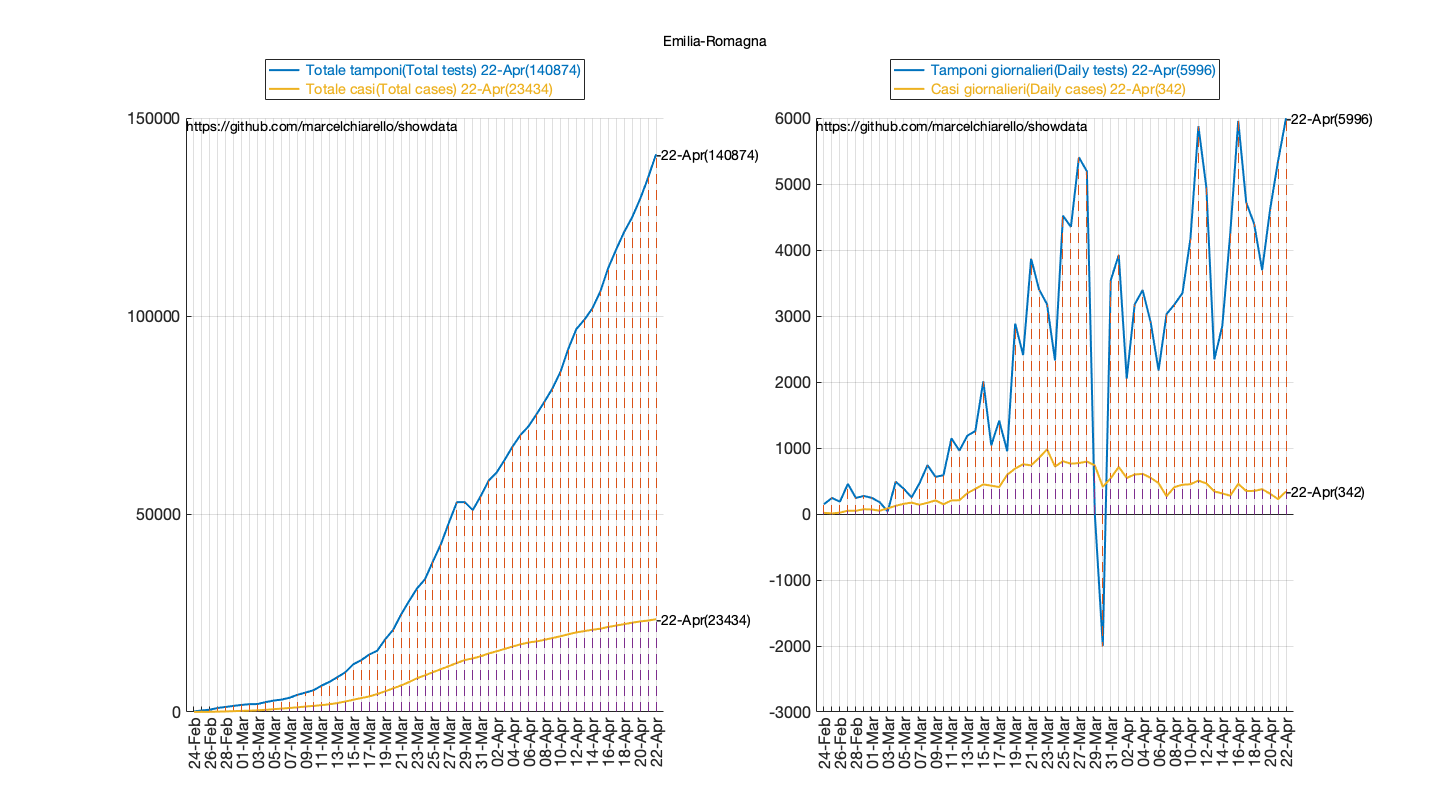 Emilia-Romagna
Totale tamponi(Total tests) 22-Apr(140874)
Totale casi(Total cases) 22-Apr(23434)
https://github.com/marcelchiarello/showdata
150000
100000
50000
0
22-Apr(140874)
22-Apr(23434)
24-Feb
26-Feb
28-Feb
01-Mar
03-Mar
05-Mar
07-Mar
09-Mar
11-Mar
13-Mar
15-Mar
17-Mar
19-Mar
21-Mar
23-Mar
25-Mar
27-Mar
29-Mar
31-Mar
02-Apr
04-Apr
06-Apr
08-Apr
10-Apr
12-Apr
14-Apr
16-Apr
18-Apr
20-Apr
22-Apr
Tamponi giornalieri(Daily tests) 22-Apr(5996)
Casi giornalieri(Daily cases) 22-Apr(342)
https://github.com/marcelchiarello/showdata
6000
5000
4000
3000
2000
1000
0
-1000
-2000
-3000
22-Apr(5996)
22-Apr(342)
24-Feb
26-Feb
28-Feb
01-Mar
03-Mar
05-Mar
07-Mar
09-Mar
11-Mar
13-Mar
15-Mar
17-Mar
19-Mar
21-Mar
23-Mar
25-Mar
27-Mar
29-Mar
31-Mar
02-Apr
04-Apr
06-Apr
08-Apr
10-Apr
12-Apr
14-Apr
16-Apr
18-Apr
20-Apr
22-Apr